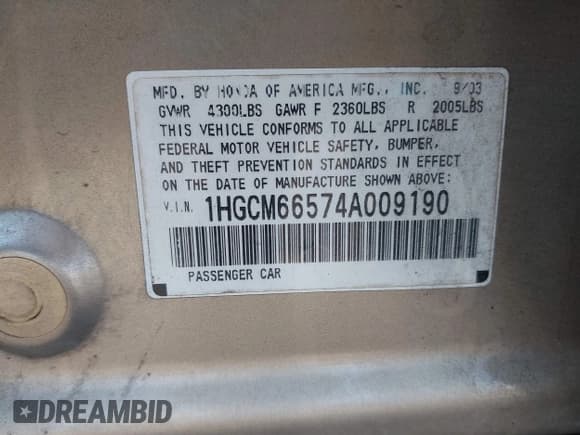 MFD. BY HONDA OF AMERICA MFG., INC. 9/03
GVWR 4300LBS GAWR F 2360LBS R 2005LBS
THIS VEHICLE CONFORMS TO ALL APPLICABLE
FEDERAL MOTOR VEHICLE SAFETY, BUMPER,
AND THEFT PREVENTION STANDARDS IN EFFECT
ON THE DATE OF MANUFACTURE SHOWN ABOVE:
V.I.N. 1HGCM66574A009190
PASSENGER CAR
DREAMBID